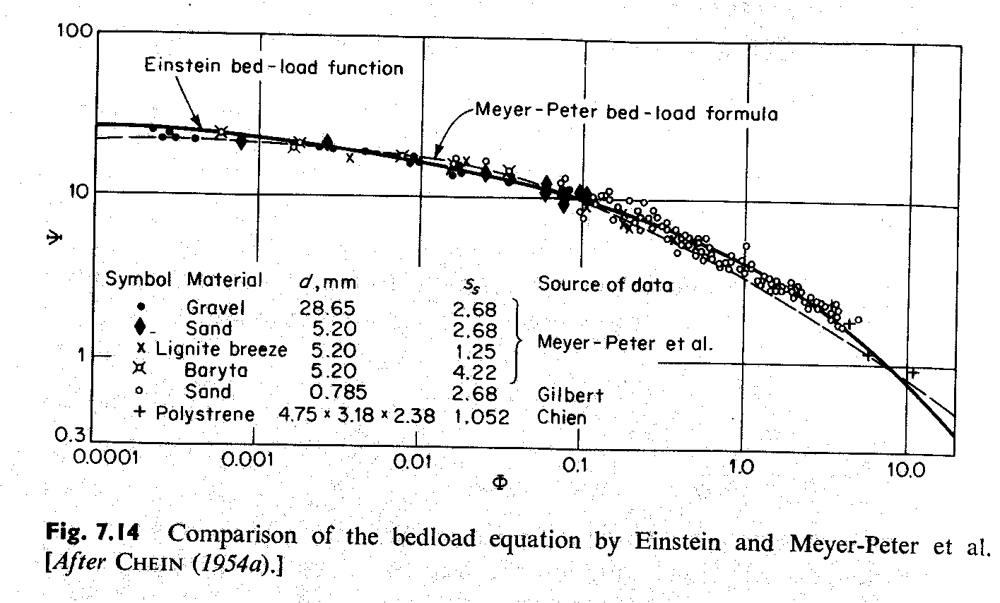 100
Einstein bed-load function
Meyer-Peter bed-load formula
10
Ψ
Symbol Material d, mm s_s Source of data
● Gravel 28.65 2.68
♦ Sand 5.20 2.68
x Lignite breeze 5.20 1.25 Meyer-Peter et al.
1
¤ Baryta 5.20 4.22
○ Sand 0.785 2.68 Gilbert
+ Polystrene 4.75 x 3.18 x 2.38 1.052 Chien
0.3
0.0001 0.001 0.01 0.1 1.0 10.0
Φ
Fig. 7.14 Comparison of the bedload equation by Einstein and Meyer-Peter et al.
[After CHEIN (1954a).]